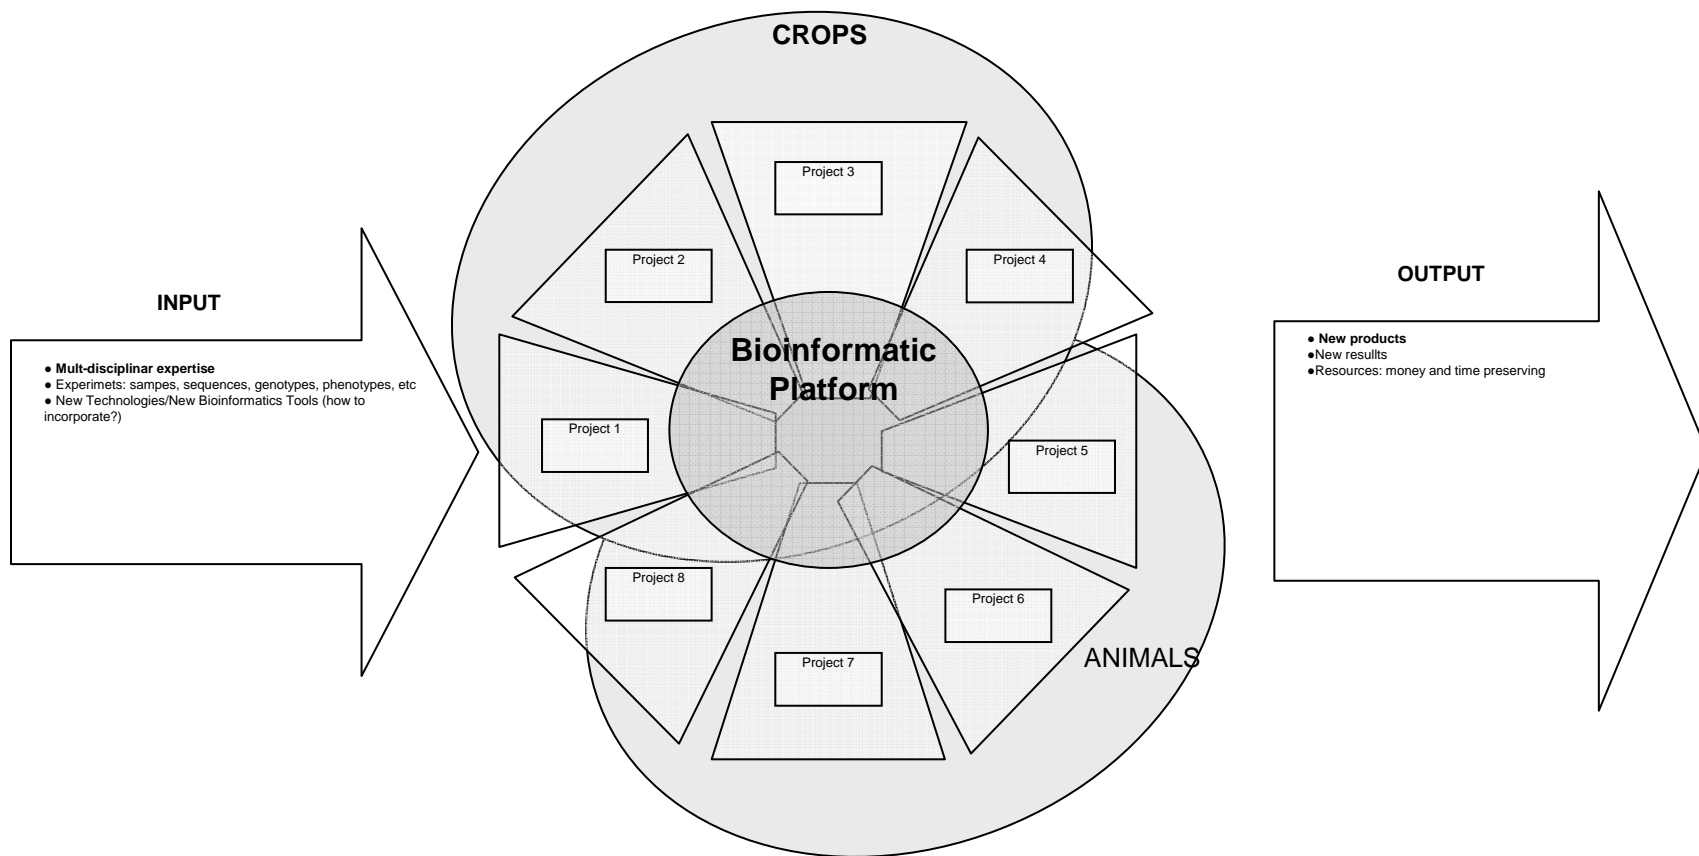 CROPS
Project 3
Project 2
Project 4
INPUT
● Mult-disciplinar expertise
● Experimets: sampes, sequences, genotypes, phenotypes, etc
● New Technologies/New Bioinformatics Tools (how to
incorporate?)
Bioinformatic
Platform
Project 1
Project 5
Project 8
Project 6
Project 7
ANIMALS
OUTPUT
● New products
●New resullts
●Resources: money and time preserving